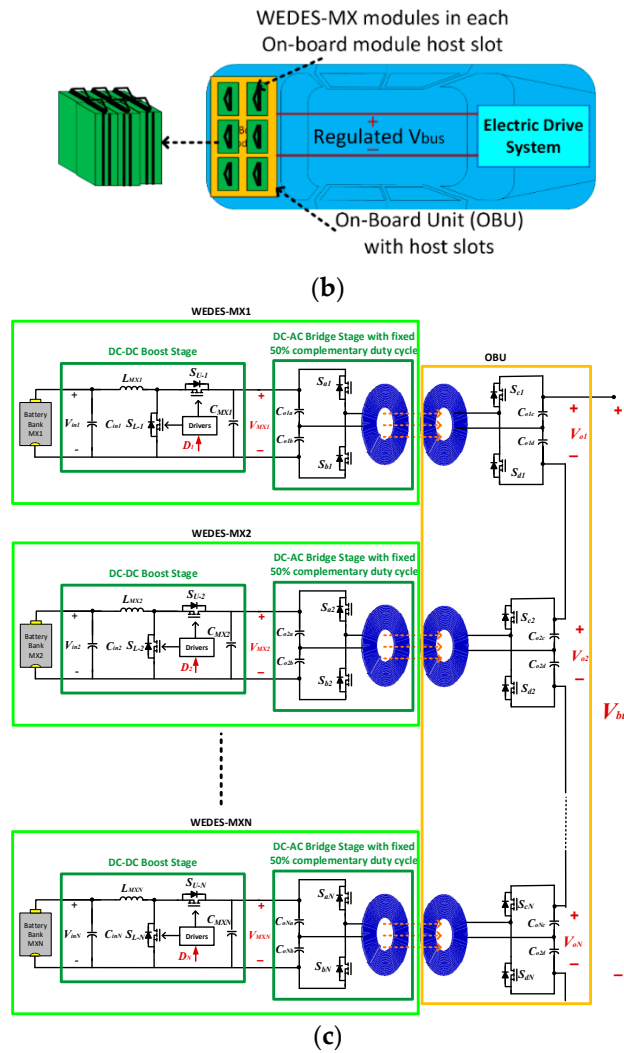 WEDES-MX modules in each
On-board module host slot
Regulated Vbus
+
−
Electric Drive
System
On-Board Unit (OBU)
with host slots
(b)
WEDES-MX1
DC-DC Boost Stage
DC-AC Bridge Stage with fixed
50% complementary duty cycle
OBU
Battery
Bank
MX1
+
Vin1
-
LMX1
Cin1
SL-1
SU-1
Drivers
D1
CMX1
+
VMX1
−
Co1a
Co1b
Sa1
Sb1
Sc1
Sd1
Co1c
Co1d
+
Vo1
−
+
WEDES-MX2
DC-DC Boost Stage
DC-AC Bridge Stage with fixed
50% complementary duty cycle
Battery
Bank
MX2
+
Vin2
-
LMX2
Cin2
SL-2
SU-2
Drivers
D2
CMX2
+
VMX2
−
Co2a
Co2b
Sa2
Sb2
Sc2
Sd2
Co2c
Co2d
+
Vo2
−
WEDES-MXN
DC-DC Boost Stage
DC-AC Bridge Stage with fixed
50% complementary duty cycle
Battery
Bank
MXN
+
VinN
-
LMXN
CinN
SL-N
SU-N
Drivers
DN
CMXN
+
VMXN
−
CoNa
CoNb
SaN
SbN
ScN
SdN
CoNc
Co2d
+
VoN
−
−
(c)